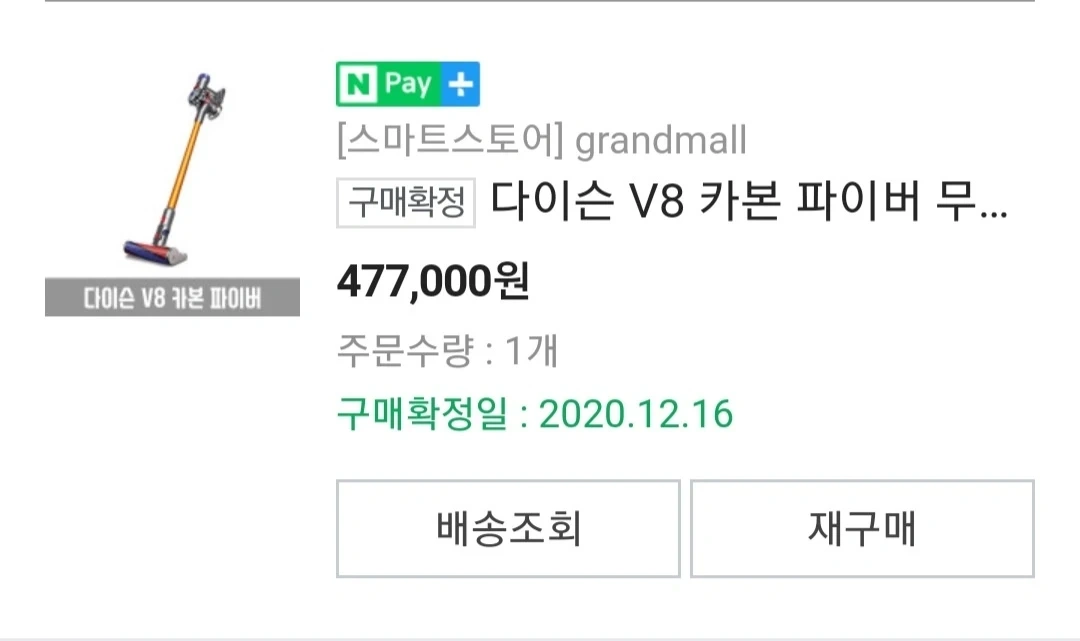 N Pay +
[스마트스토어] grandmall
구매확정 다이슨 V8 카본 파이버 무...
다이슨 V8 카본 파이버
477,000원
주문수량 : 1개
구매확정일 : 2020.12.16
배송조회 재구매